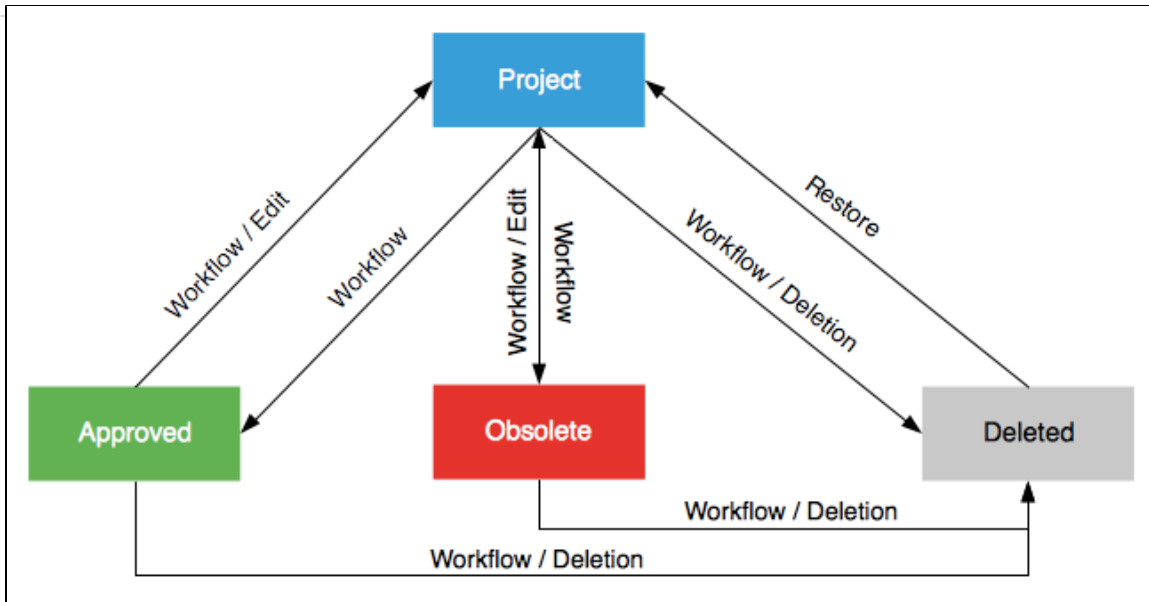 Project
Workflow / Edit
Workflow
Workflow / Edit
Workflow
Workflow / Deletion
Restore
Approved
Obsolete
Deleted
Workflow / Deletion
Workflow / Deletion